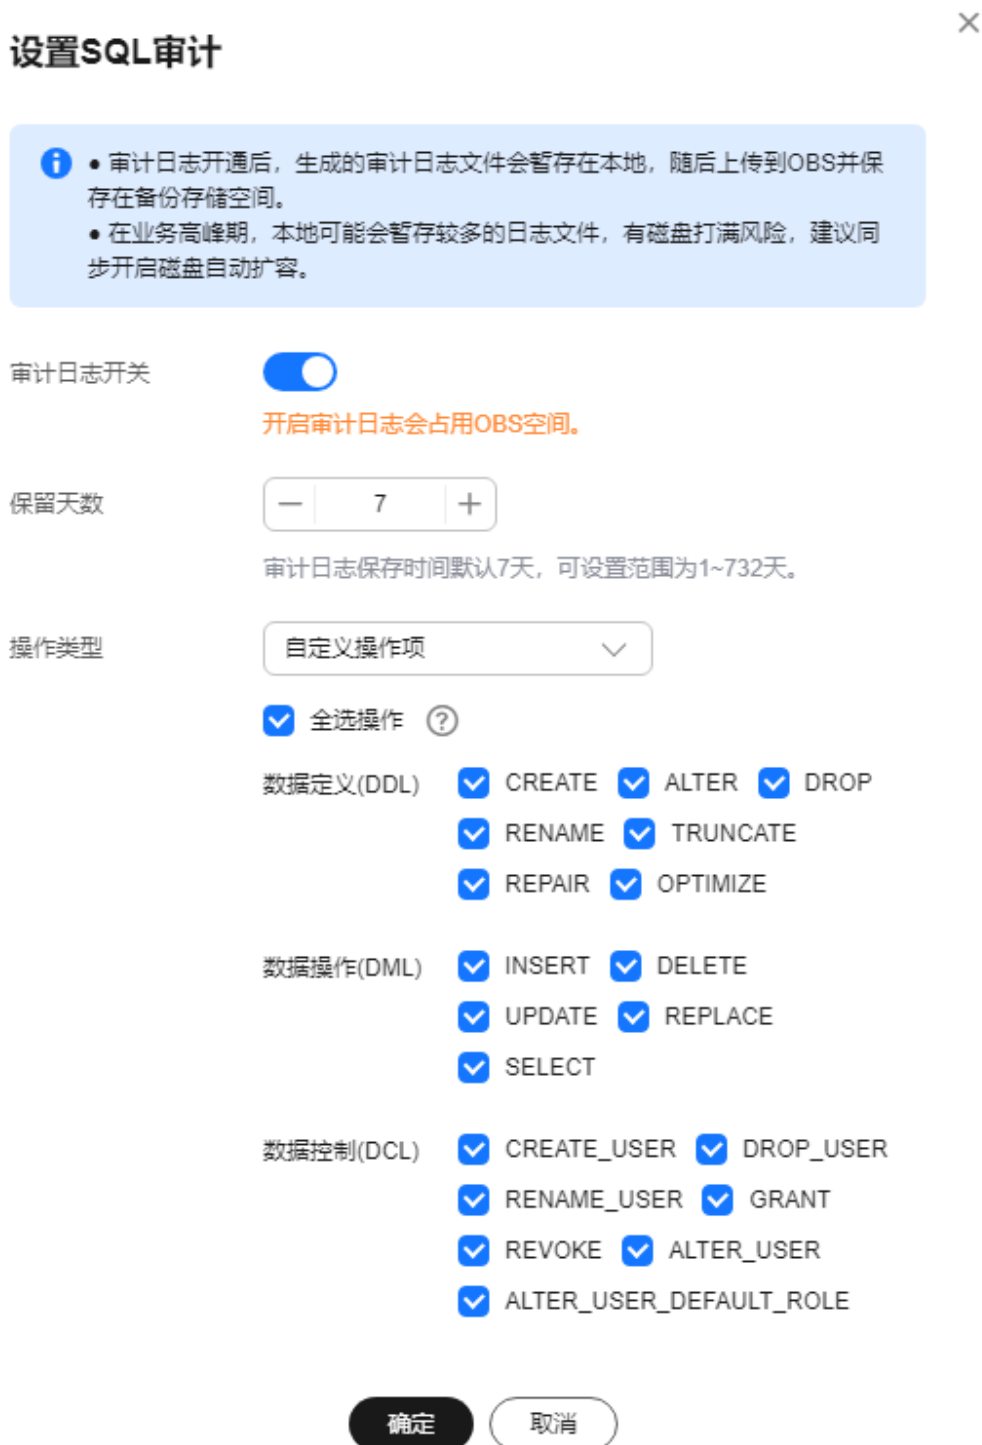 设置SQL审计
● 审计日志开通后，生成的审计日志文件会暂存在本地，随后上传到OBS并保
存在备份存储空间。
● 在业务高峰期，本地可能会暂存较多的日志文件，有磁盘打满风险，建议同
步开启磁盘自动扩容。
审计日志开关
开启审计日志会占用OBS空间。
保留天数 7
审计日志保存时间默认7天，可设置范围为1~732天。
操作类型 自定义操作项
全选操作
数据定义(DDL) CREATE ALTER DROP
RENAME TRUNCATE
REPAIR OPTIMIZE
数据操作(DML) INSERT DELETE
UPDATE REPLACE
SELECT
数据控制(DCL) CREATE_USER DROP_USER
RENAME_USER GRANT
REVOKE ALTER_USER
ALTER_USER_DEFAULT_ROLE
确定 取消